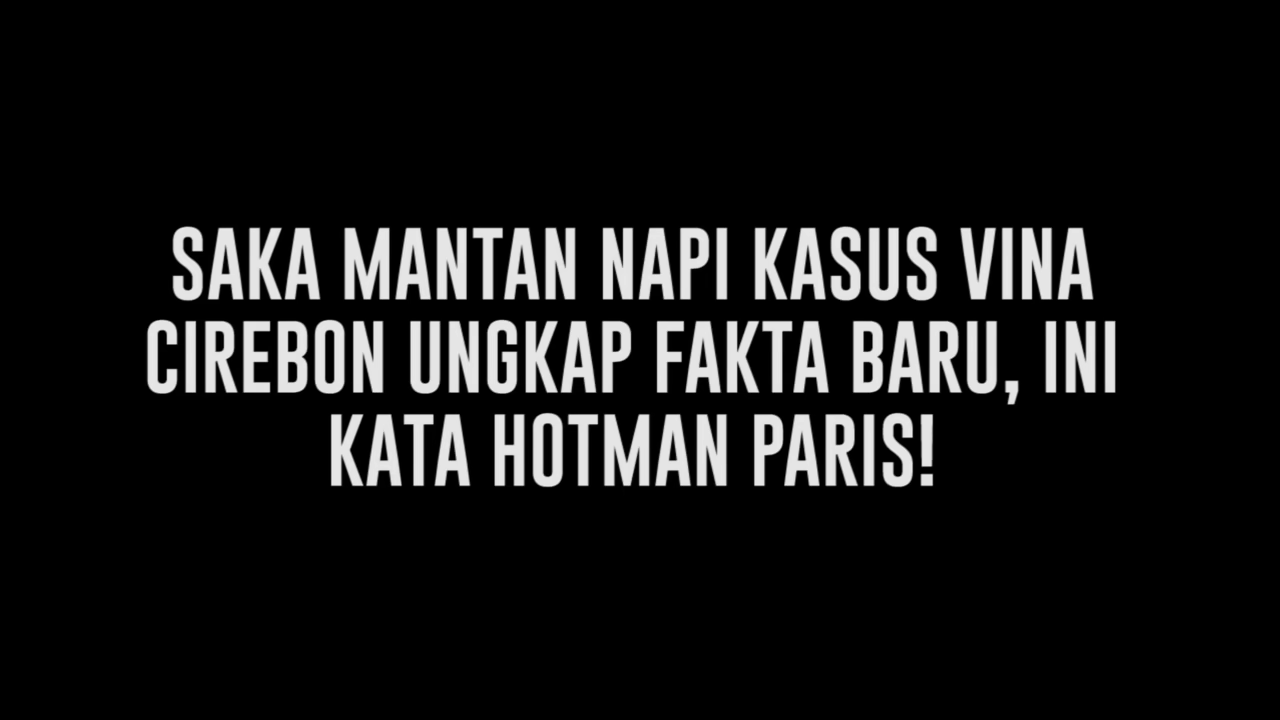 SAKA MANTAN NAPI KASUS VINA
CIREBON UNGKAP FAKTA BARU, INI
KATA HOTMAN PARIS!